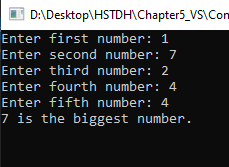 D:\Desktop\HSTDH\Chapter5_VS\Con
Enter first number: 1
Enter second number: 7
Enter third number: 2
Enter fourth number: 4
Enter fifth number: 4
7 is the biggest number.